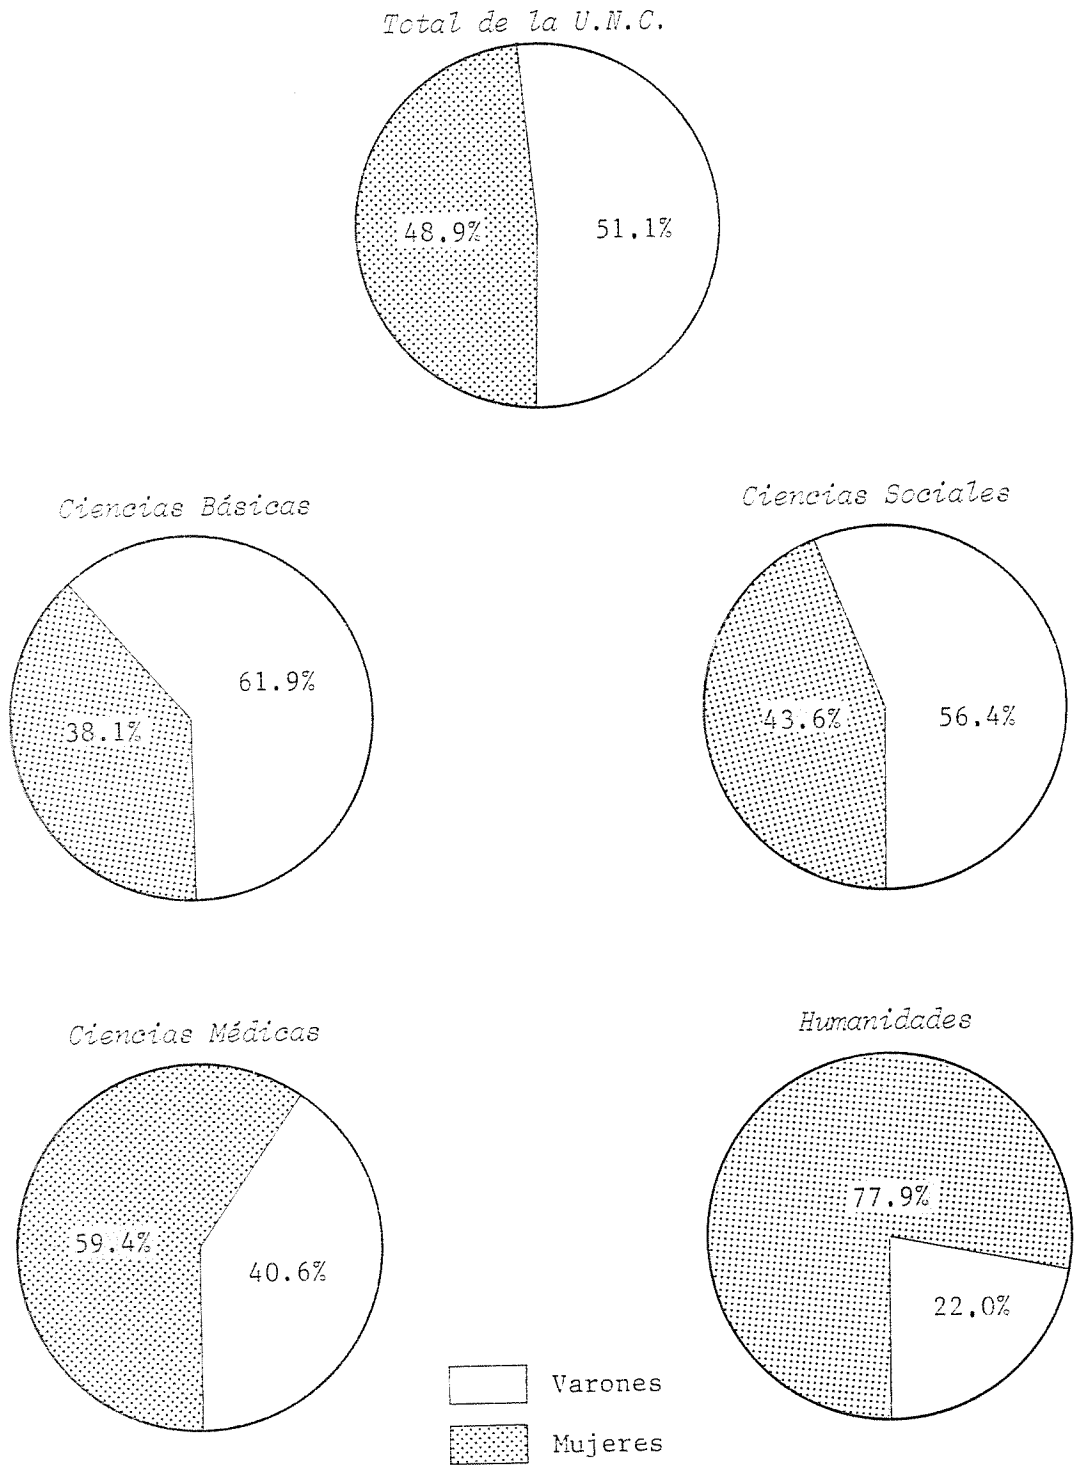 Total de la U.N.C.
48.9%
51.1%
Ciencias Básicas
61.9%
38.1%
Ciencias Sociales
43.6%
56.4%
Ciencias Médicas
59.4%
40.6%
Humanidades
77.9%
22.0%
Varones
Mujeres